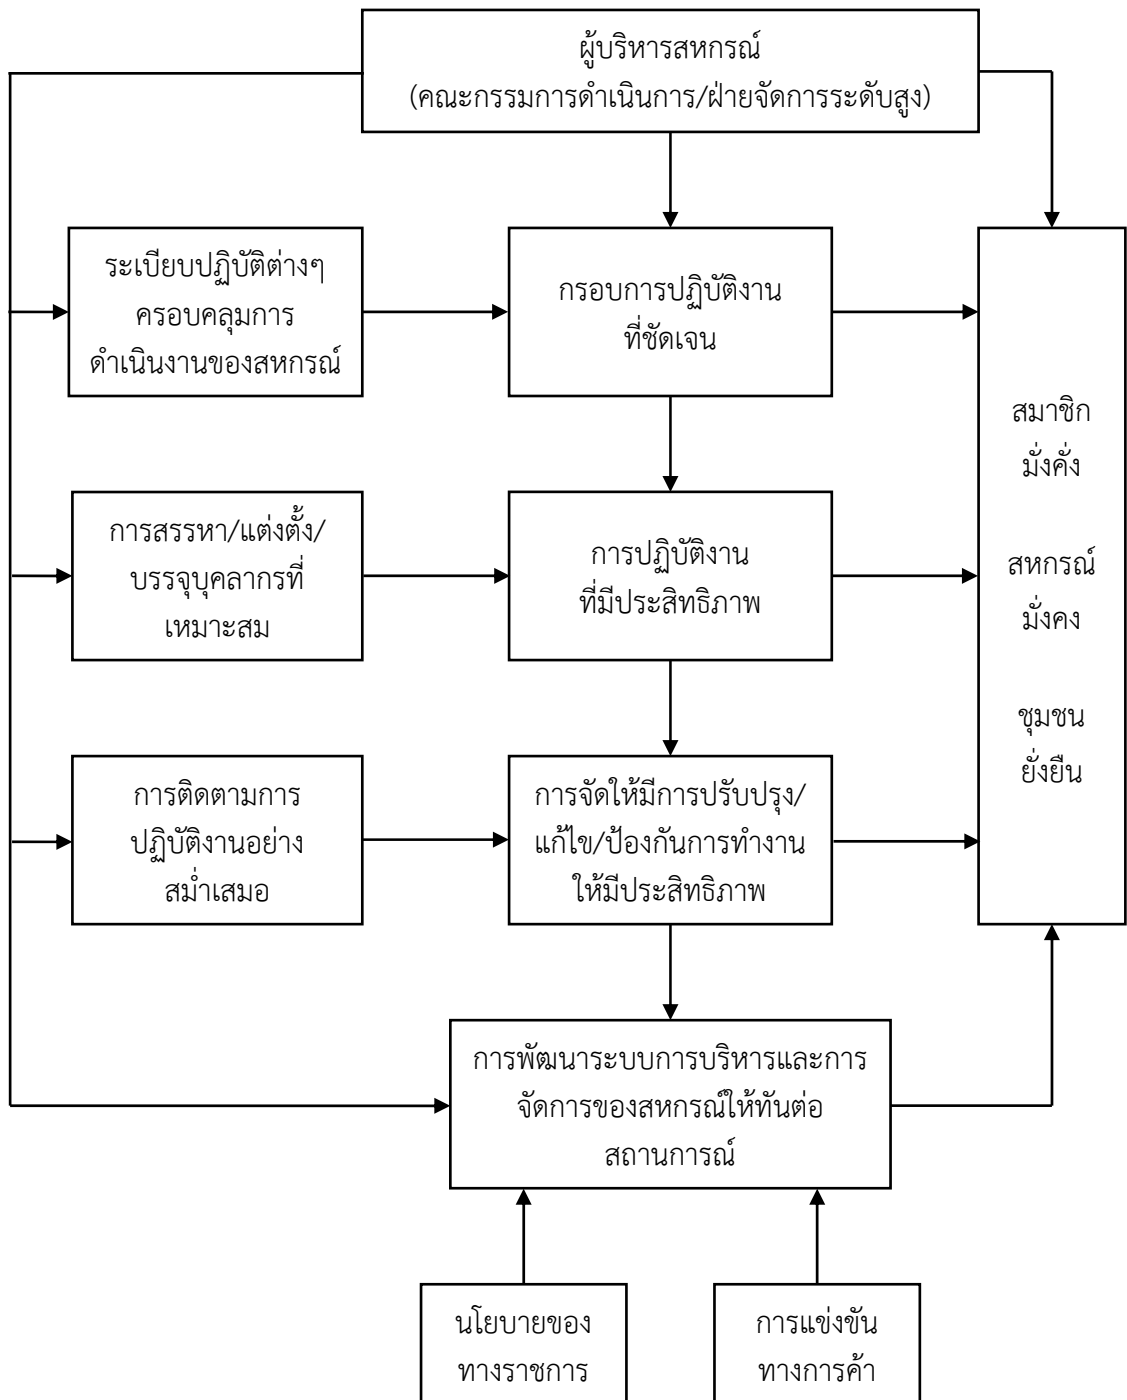 ผู้บริหารสหกรณ์
(คณะกรรมการดำเนินการ/ฝ่ายจัดการระดับสูง)
ระเบียบปฏิบัติต่างๆ
ครอบคลุมการ
ดำเนินงานของสหกรณ์
กรอบการปฏิบัติงาน
ที่ชัดเจน
การสรรหา/แต่งตั้ง/
บรรจุบุคลากรที่
เหมาะสม
การปฏิบัติงาน
ที่มีประสิทธิภาพ
การติดตามการ
ปฏิบัติงานอย่าง
สม่ำเสมอ
การจัดให้มีการปรับปรุง/
แก้ไข/ป้องกันการทำงาน
ให้มีประสิทธิภาพ
สมาชิก
มั่งคั่ง
สหกรณ์
มั่งคง
ชุมชน
ยั่งยืน
การพัฒนาระบบการบริหารและการ
จัดการของสหกรณ์ให้ทันต่อ
สถานการณ์
นโยบายของ
ทางราชการ
การแข่งขัน
ทางการค้า